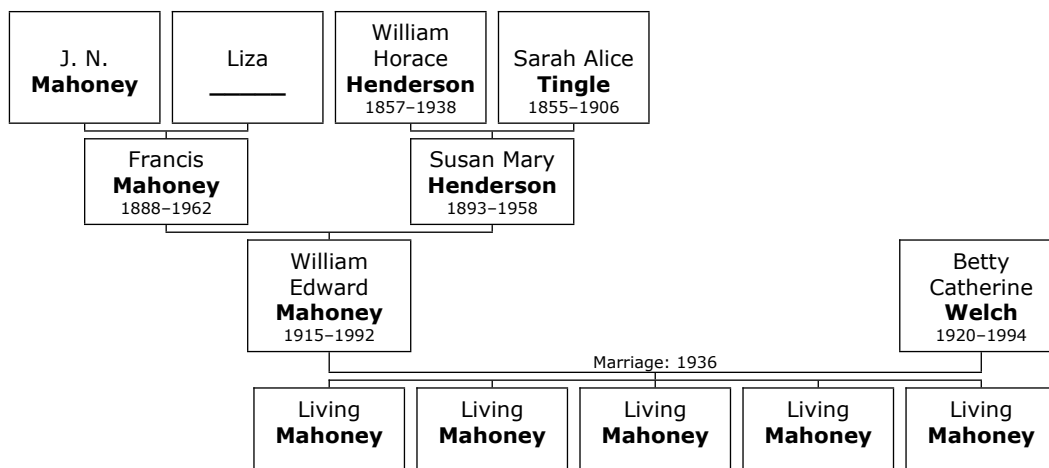 J. N.
Mahoney
Liza
______
William
Horace
Henderson
1857–1938
Sarah Alice
Tingle
1855–1906
Francis
Mahoney
1888–1962
Susan Mary
Henderson
1893–1958
William
Edward
Mahoney
1915–1992
Betty
Catherine
Welch
1920–1994
Marriage: 1936
Living
Mahoney
Living
Mahoney
Living
Mahoney
Living
Mahoney
Living
Mahoney